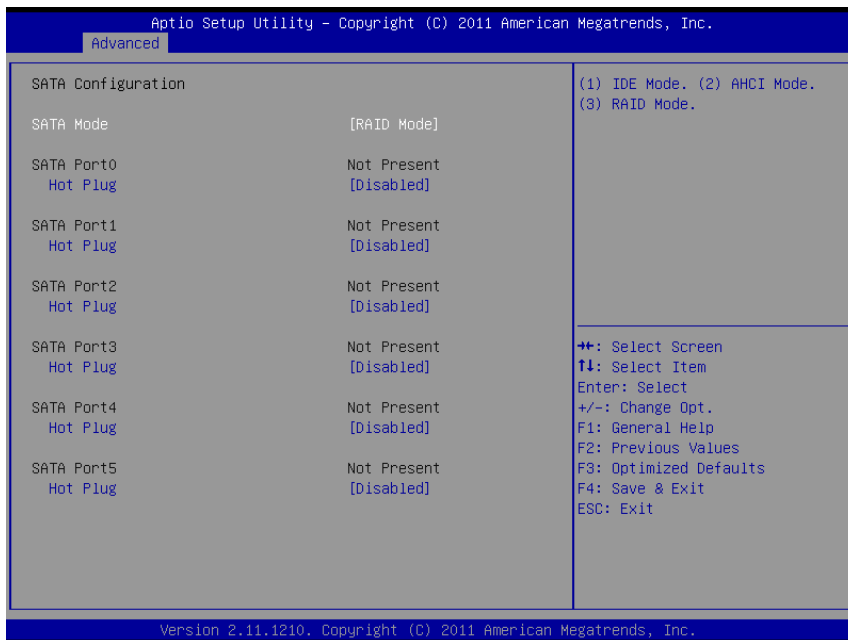 Aptio Setup Utility – Copyright (C) 2011 American Megatrends, Inc.
Advanced
SATA Configuration
SATA Mode [RAID Mode]
SATA Port0 Not Present
Hot Plug [Disabled]
SATA Port1 Not Present
Hot Plug [Disabled]
SATA Port2 Not Present
Hot Plug [Disabled]
SATA Port3 Not Present
Hot Plug [Disabled]
SATA Port4 Not Present
Hot Plug [Disabled]
SATA Port5 Not Present
Hot Plug [Disabled]
(1) IDE Mode. (2) AHCI Mode.
(3) RAID Mode.
→←: Select Screen
↑↓: Select Item
Enter: Select
+/-: Change Opt.
F1: General Help
F2: Previous Values
F3: Optimized Defaults
F4: Save & Exit
ESC: Exit
Version 2.11.1210. Copyright (C) 2011 American Megatrends, Inc.